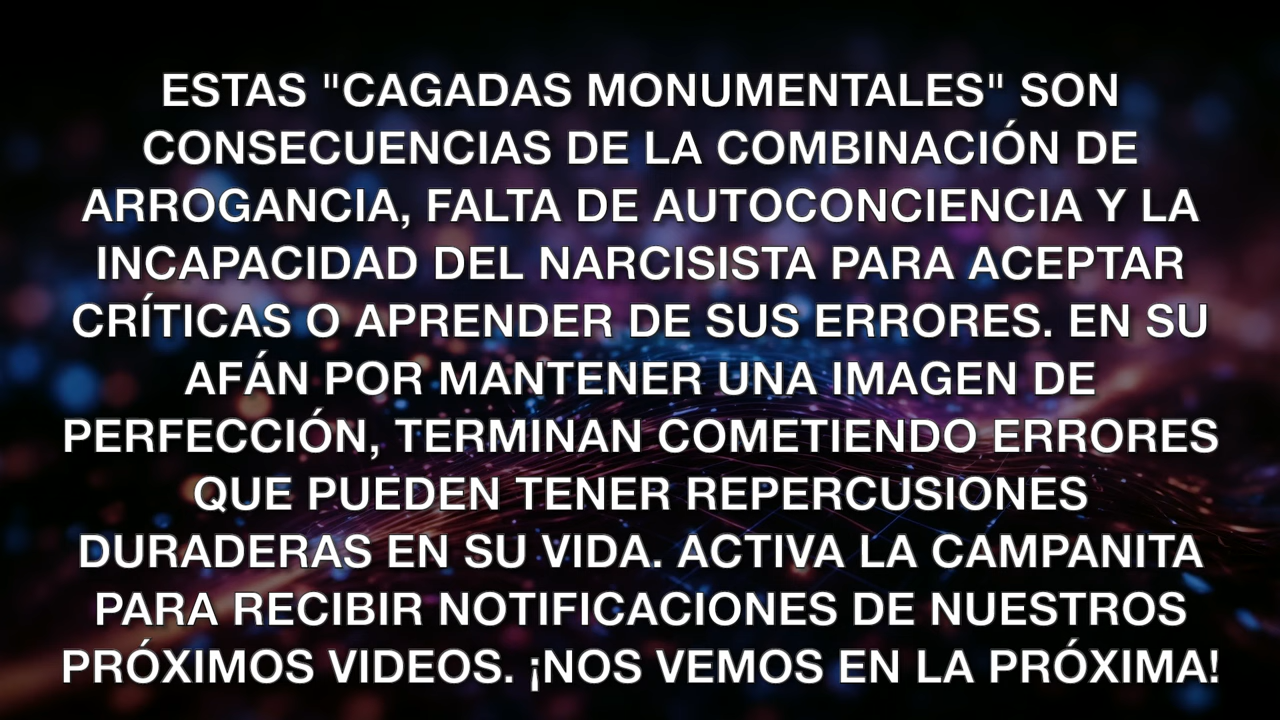 ESTAS "CAGADAS MONUMENTALES" SON
CONSECUENCIAS DE LA COMBINACIÓN DE
ARROGANCIA, FALTA DE AUTOCONCIENCIA Y LA
INCAPACIDAD DEL NARCISISTA PARA ACEPTAR
CRÍTICAS O APRENDER DE SUS ERRORES. EN SU
AFÁN POR MANTENER UNA IMAGEN DE
PERFECCIÓN, TERMINAN COMETIENDO ERRORES
QUE PUEDEN TENER REPERCUSIONES
DURADERAS EN SU VIDA. ACTIVA LA CAMPANITA
PARA RECIBIR NOTIFICACIONES DE NUESTROS
PRÓXIMOS VIDEOS. ¡NOS VEMOS EN LA PRÓXIMA!